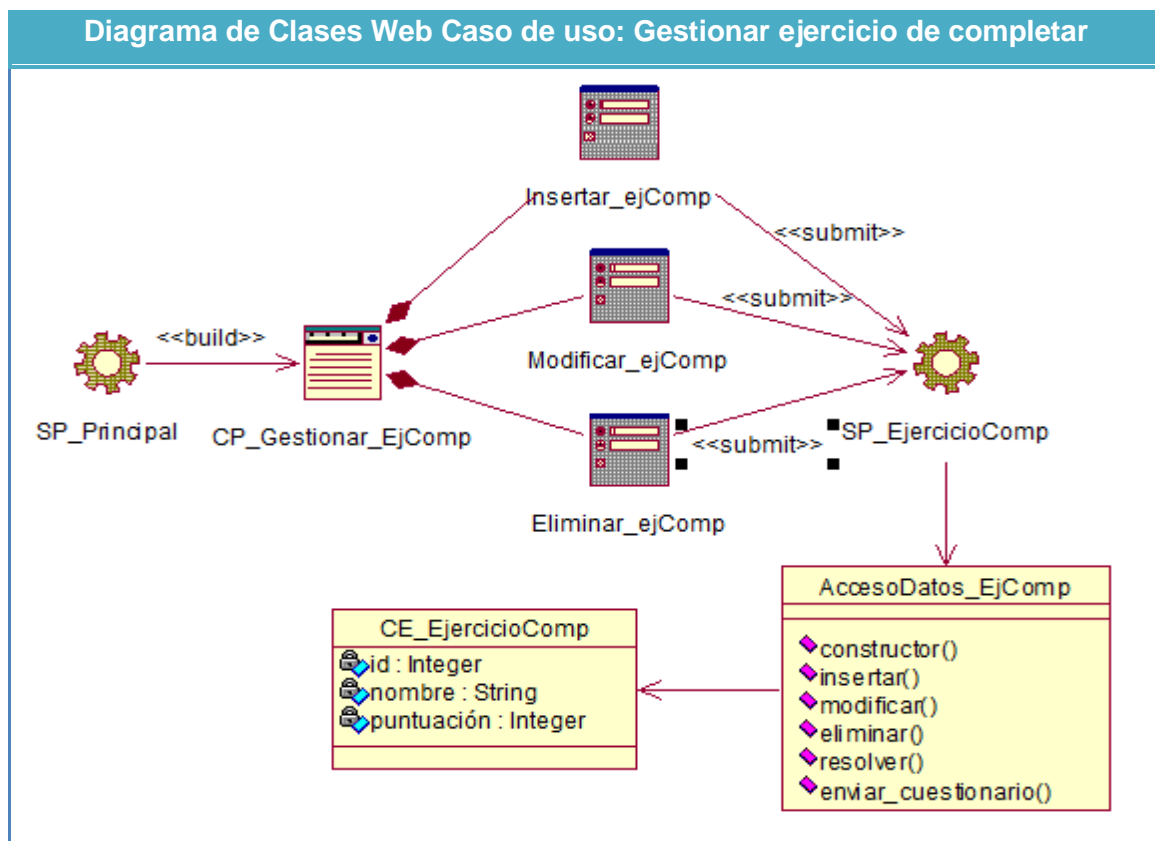 Diagrama de Clases Web Caso de uso: Gestionar ejercicio de completar
Insertar_ejComp
<<submit>>
<<submit>>
<<build>>
Modificar_ejComp
SP_Principal
CP_Gestionar_EjComp
<<submit>>
SP_EjercicioComp
Eliminar_ejComp
AccesoDatos_EjComp
constructor()
insertar()
modificar()
eliminar()
resolver()
enviar_cuestionario()
CE_EjercicioComp
id : Integer
nombre : String
puntuación : Integer